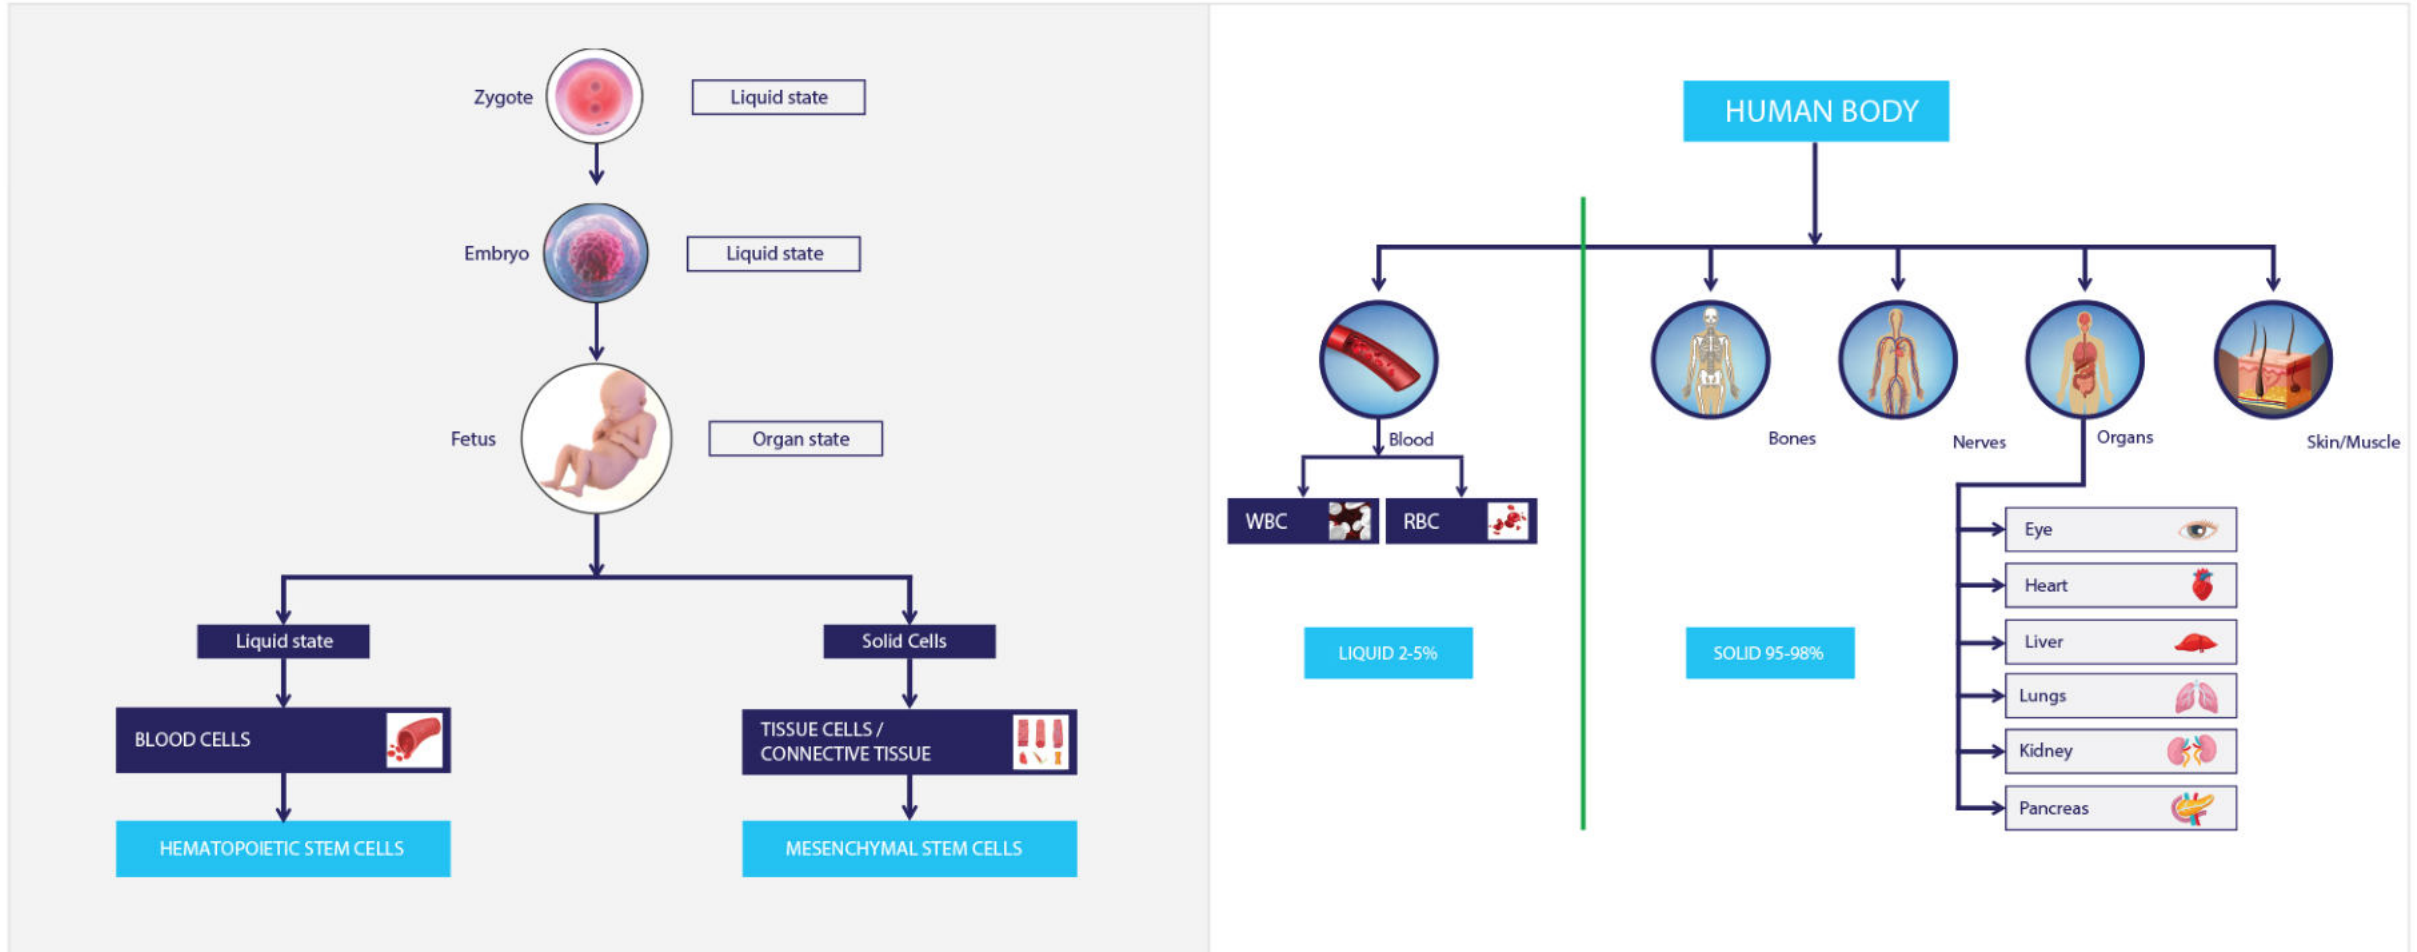 Zygote
Liquid state
Embryo
Liquid state
Fetus
Organ state
Liquid state
Solid Cells
BLOOD CELLS
TISSUE CELLS /
CONNECTIVE TISSUE
HEMATOPOIETIC STEM CELLS
MESENCHYMAL STEM CELLS
HUMAN BODY
Blood
Bones
Nerves
Organs
Skin/Muscle
WBC
RBC
LIQUID 2-5%
SOLID 95-98%
Eye
Heart
Liver
Lungs
Kidney
Pancreas